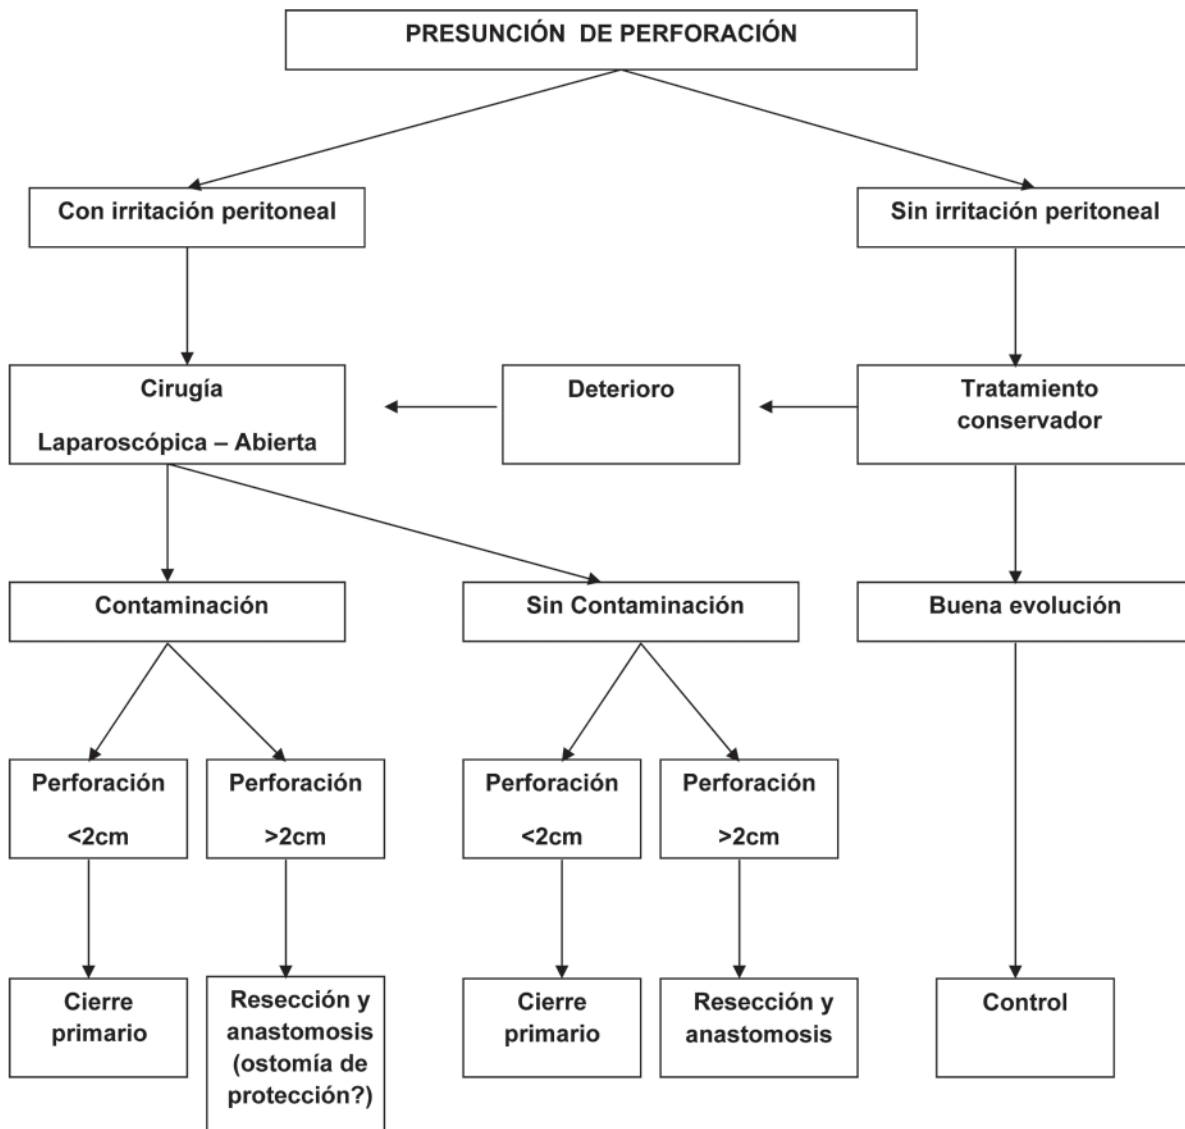 PRESUNCIÓN DE PERFORACIÓN
Con irritación peritoneal
Sin irritación peritoneal
Cirugía
Laparoscópica – Abierta
Deterioro
Tratamiento
conservador
Contaminación
Sin Contaminación
Buena evolución
Perforación
<2cm
Perforación
>2cm
Perforación
<2cm
Perforación
>2cm
Cierre
primario
Resección y
anastomosis
(ostomía de
protección?)
Cierre
primario
Resección y
anastomosis
Control